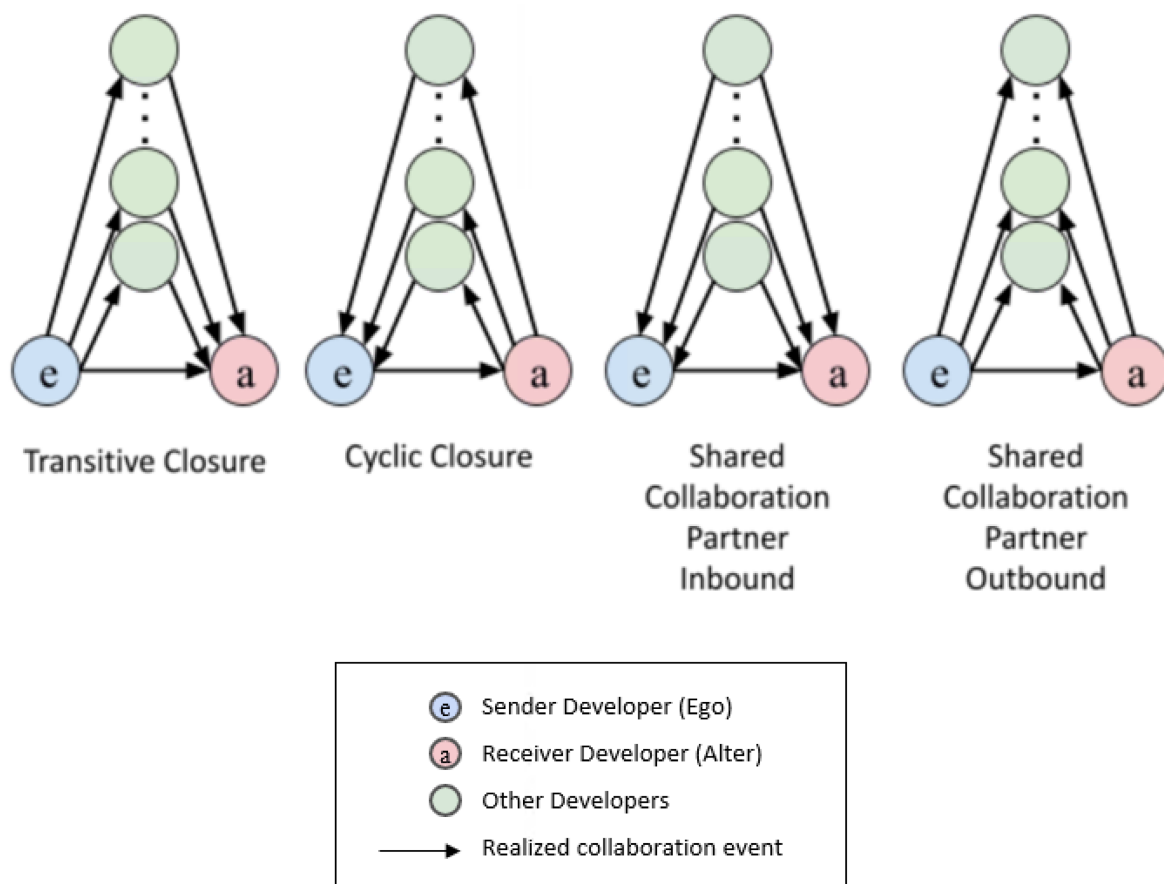 e a e a e a e a
Transitive Closure
Cyclic Closure
Shared
Collaboration
Partner
Inbound
Shared
Collaboration
Partner
Outbound
e Sender Developer (Ego)
a Receiver Developer (Alter)
Other Developers
Realized collaboration event